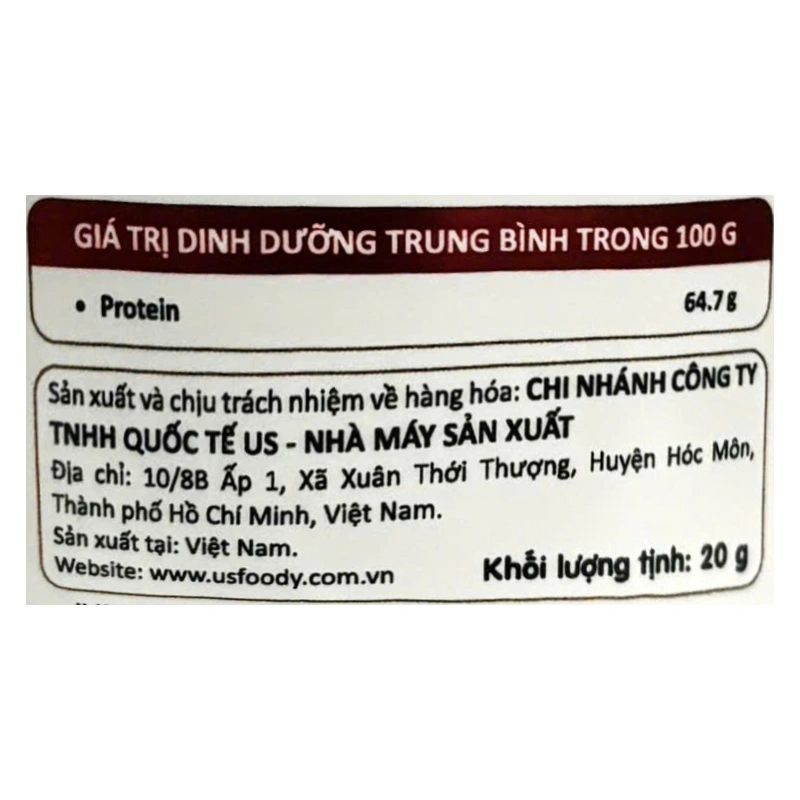 GIÁ TRỊ DINH DƯỠNG TRUNG BÌNH TRONG 100 G
• Protein 64.7 g
Sản xuất và chịu trách nhiệm về hàng hóa: CHI NHÁNH CÔNG TY
TNHH QUỐC TẾ US - NHÀ MÁY SẢN XUẤT
Địa chỉ: 10/8B Ấp 1, Xã Xuân Thới Thượng, Huyện Hóc Môn,
Thành phố Hồ Chí Minh, Việt Nam.
Sản xuất tại: Việt Nam.
Website: www.usfoody.com.vn Khối lượng tịnh: 20 g